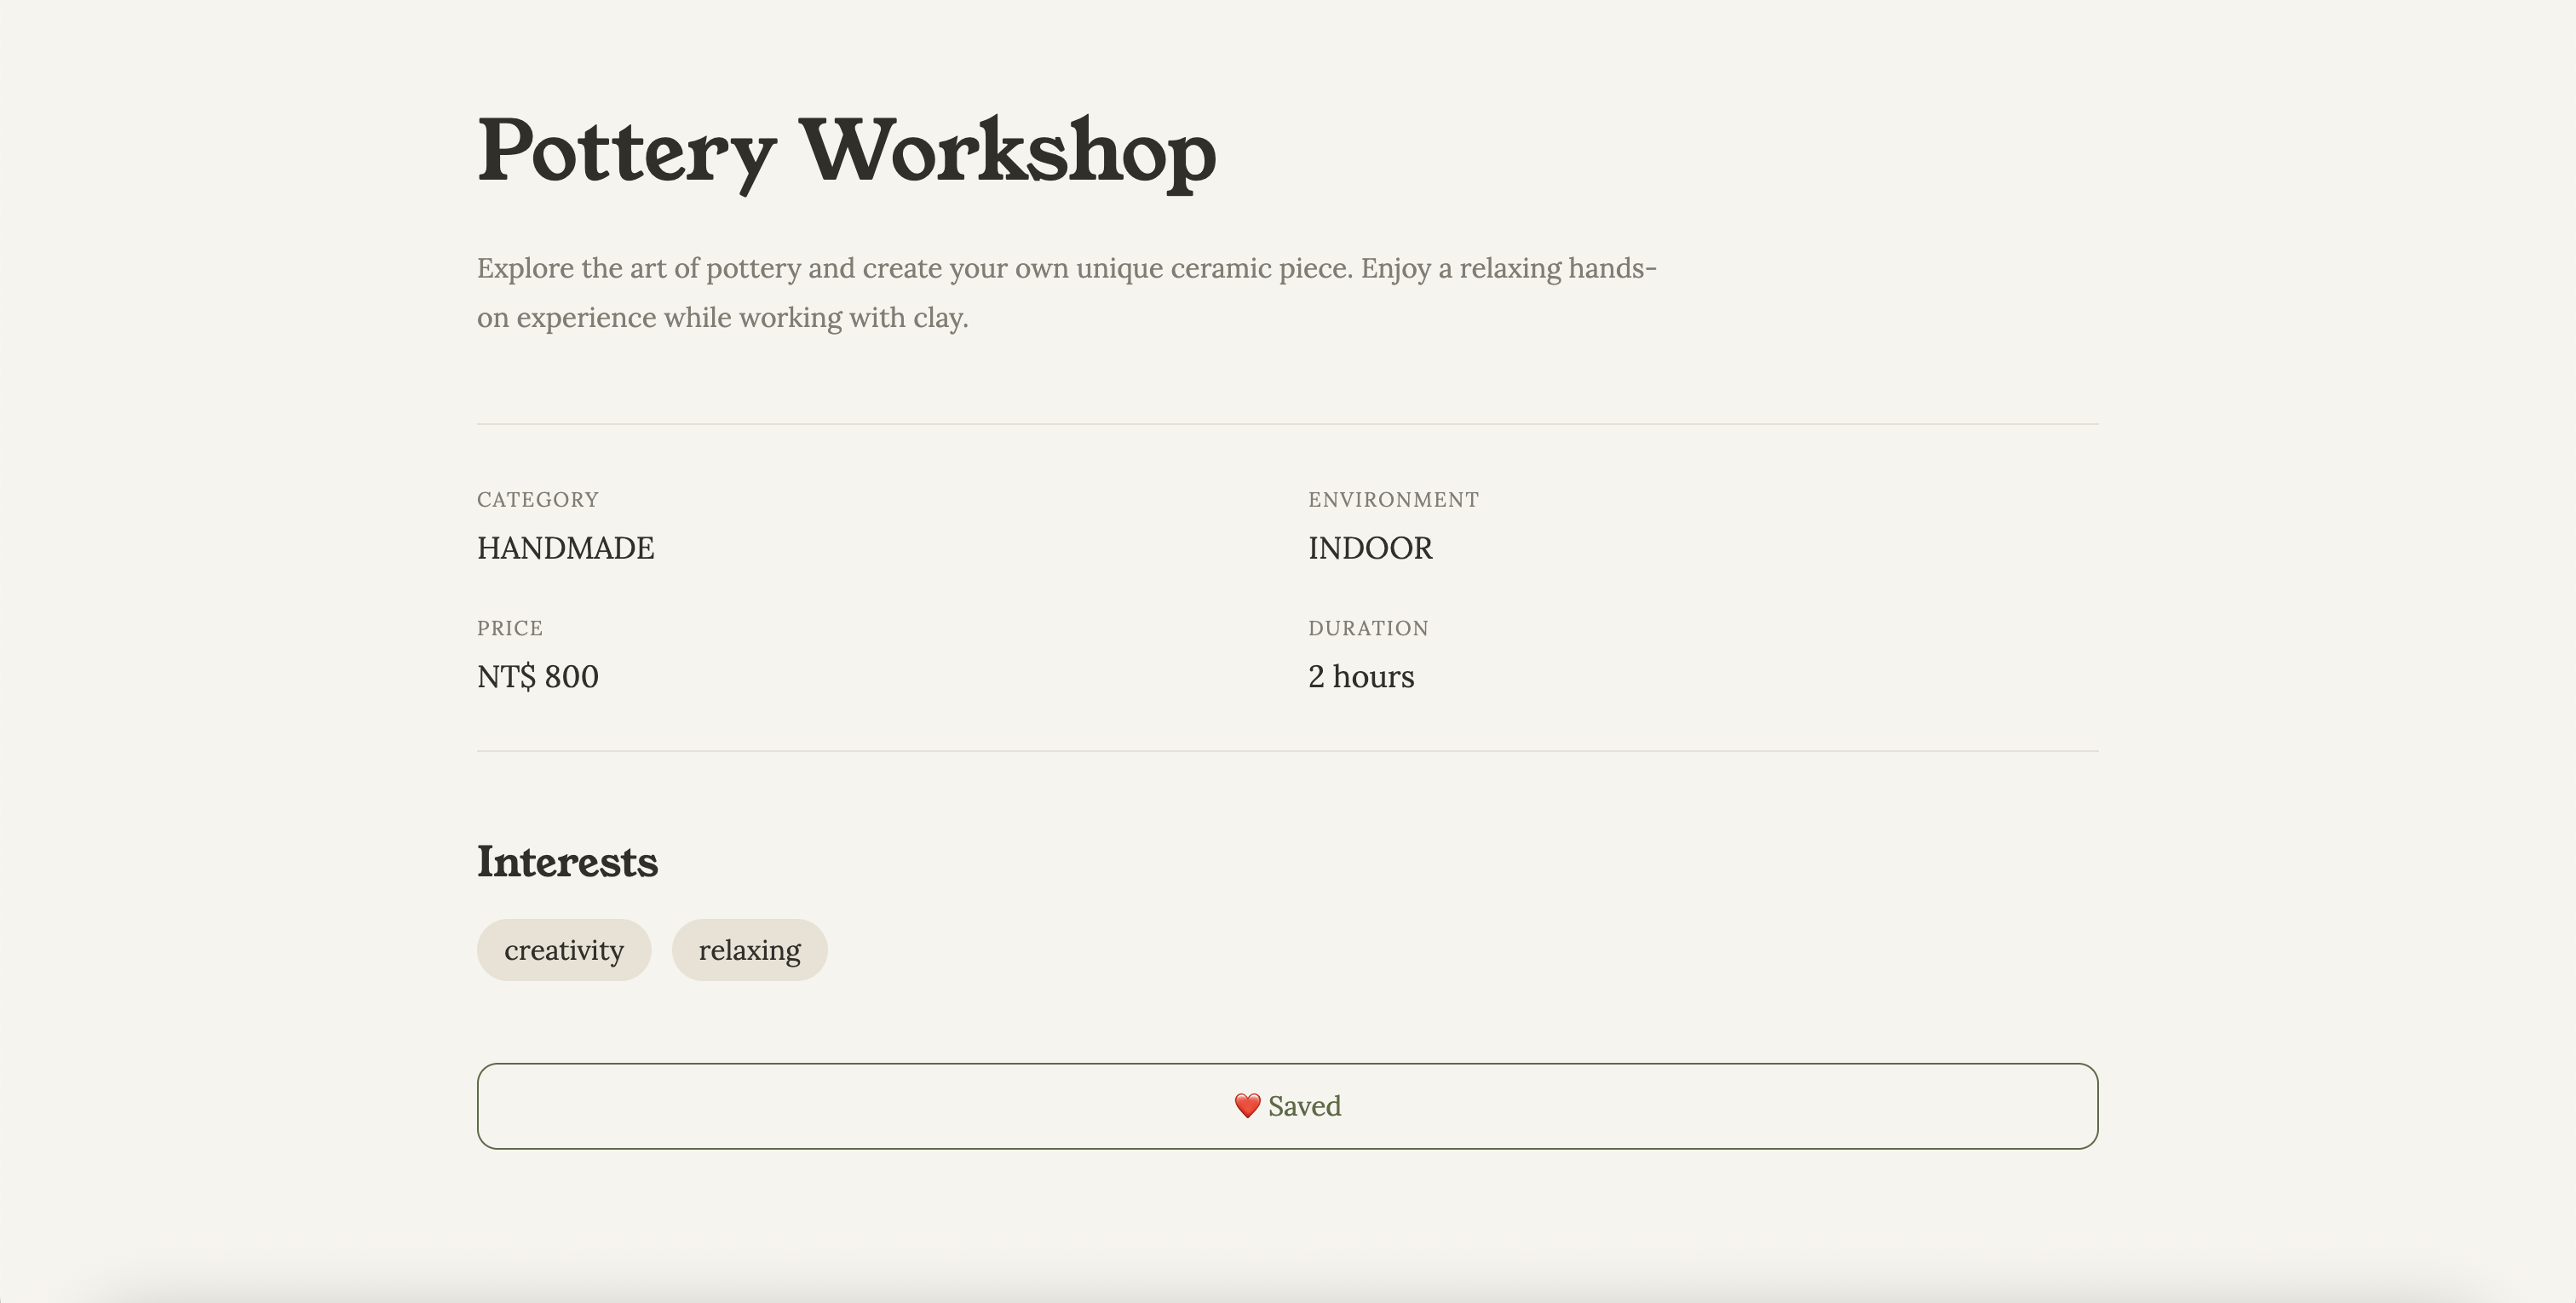 Pottery Workshop
Explore the art of pottery and create your own unique ceramic piece. Enjoy a relaxing hands-
on experience while working with clay.
CATEGORY
HANDMADE
ENVIRONMENT
INDOOR
PRICE
NT$ 800
DURATION
2 hours
Interests
creativity
relaxing
❤️ Saved